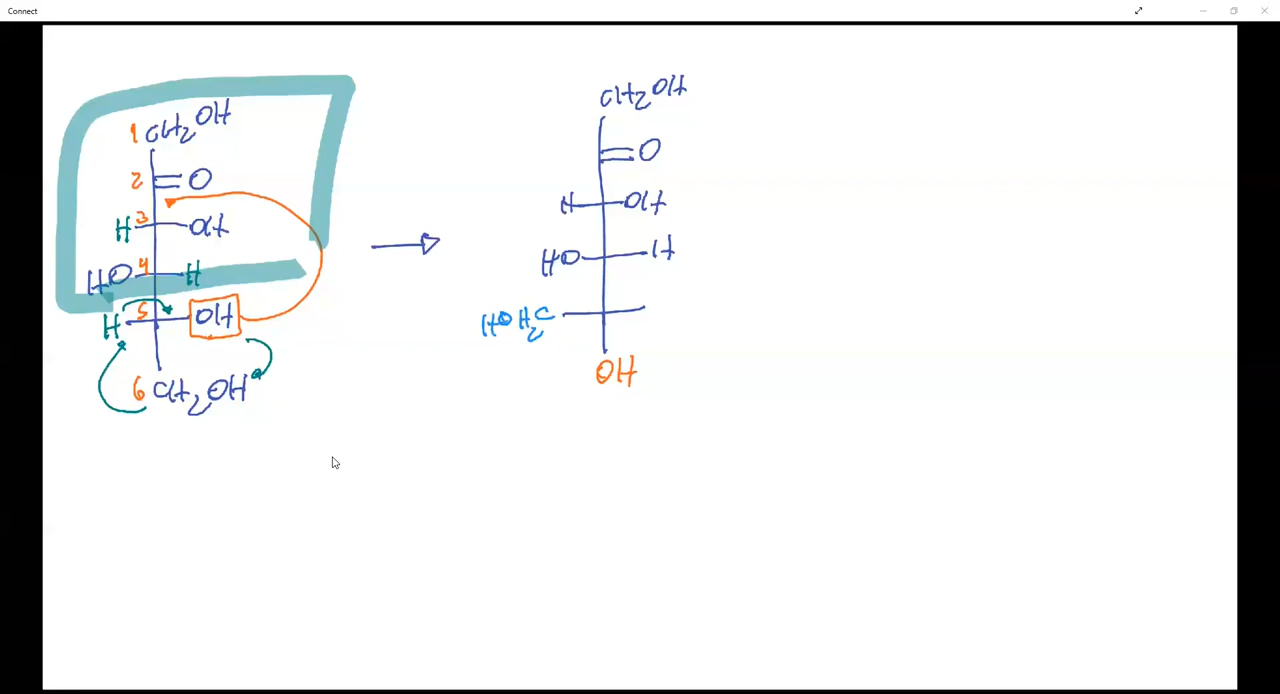 Connect
CH2OH
1 CH2OH
=O
2 =O
H OH
H 3 OH
HO H
HO 4 H
H 5 OH
HOH2C
OH
6 CH2OH